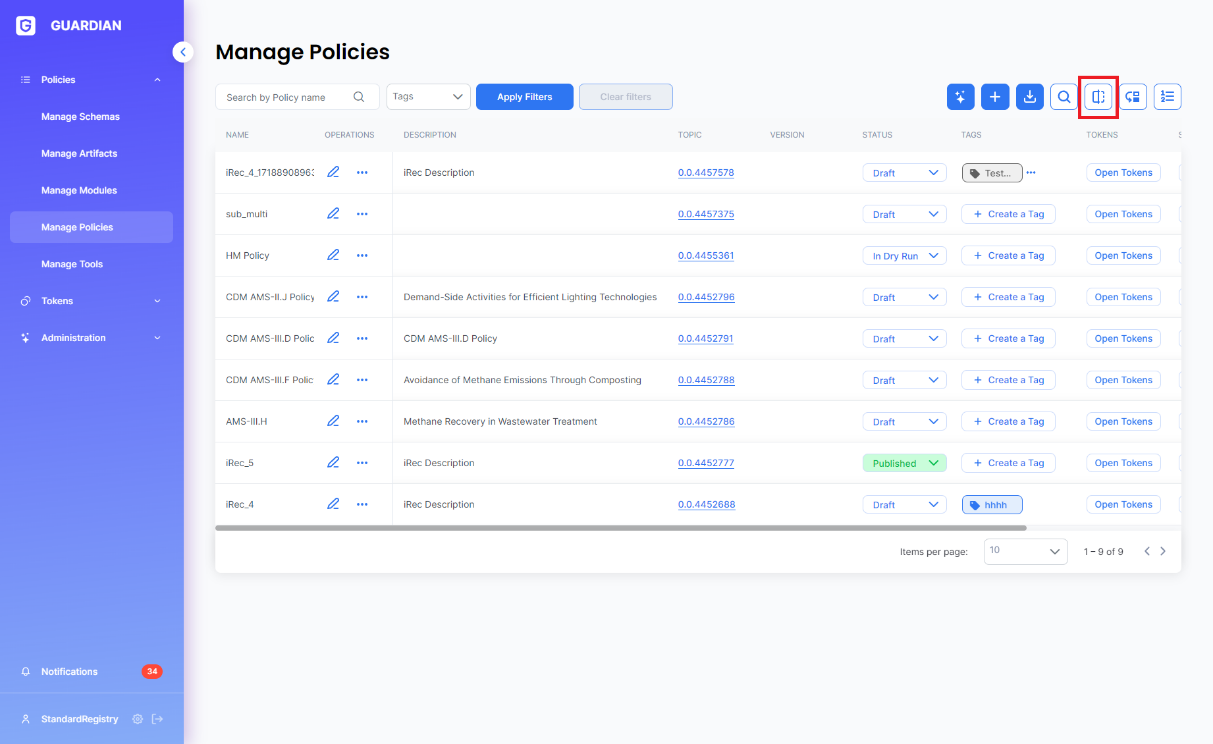 GUARDIAN
Policies
Manage Schemas
Manage Artifacts
Manage Modules
Manage Policies
Manage Tools
Tokens
Administration
Notifications 34
StandardRegistry
Manage Policies
Search by Policy name Tags Apply Filters Clear filters
NAME OPERATIONS DESCRIPTION TOPIC VERSION STATUS TAGS TOKENS S
iRec_4_17188908963 iRec Description 0.0.4457578 Draft Test... Open Tokens
sub_multi 0.0.4457375 Draft + Create a Tag Open Tokens
HM Policy 0.0.4455361 In Dry Run + Create a Tag Open Tokens
CDM AMS-II.J Policy Demand-Side Activities for Efficient Lighting Technologies 0.0.4452796 Draft + Create a Tag Open Tokens
CDM AMS-III.D Polic CDM AMS-III.D Policy 0.0.4452791 Draft + Create a Tag Open Tokens
CDM AMS-III.F Polic Avoidance of Methane Emissions Through Composting 0.0.4452788 Draft + Create a Tag Open Tokens
AMS-III.H Methane Recovery in Wastewater Treatment 0.0.4452786 Draft + Create a Tag Open Tokens
iRec_5 iRec Description 0.0.4452777 Published + Create a Tag Open Tokens
iRec_4 iRec Description 0.0.4452688 Draft hhhh Open Tokens
Items per page: 10 1 – 9 of 9